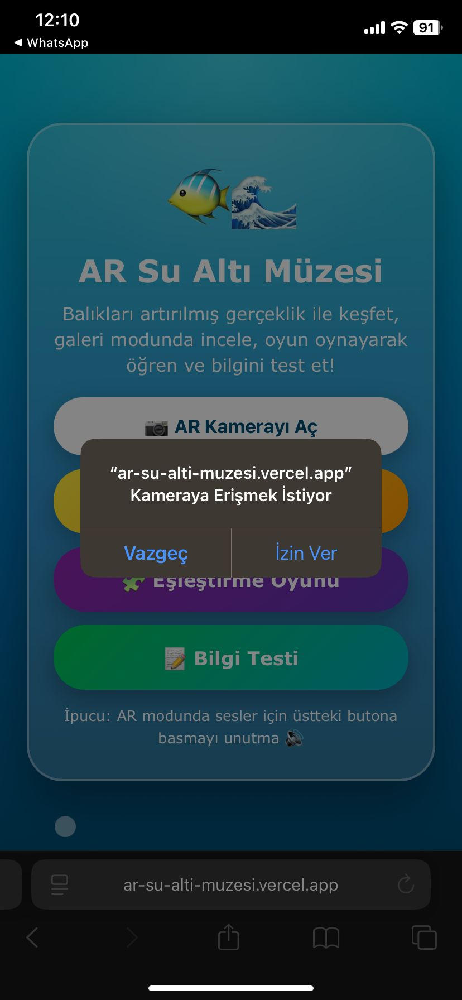 12:10
91
◀ WhatsApp
AR Su Altı Müzesi
Balıkları artırılmış gerçeklik ile keşfet,
galeri modunda incele, oyun oynayarak
öğren ve bilgini test et!
AR Kamerayı Aç
“ar-su-alti-muzesi.vercel.app”
Kameraya Erişmek İstiyor
Vazgeç
İzin Ver
Eşleştirme Oyunu
Bilgi Testi
İpucu: AR modunda sesler için üstteki butona
basmayı unutma
ar-su-alti-muzesi.vercel.app